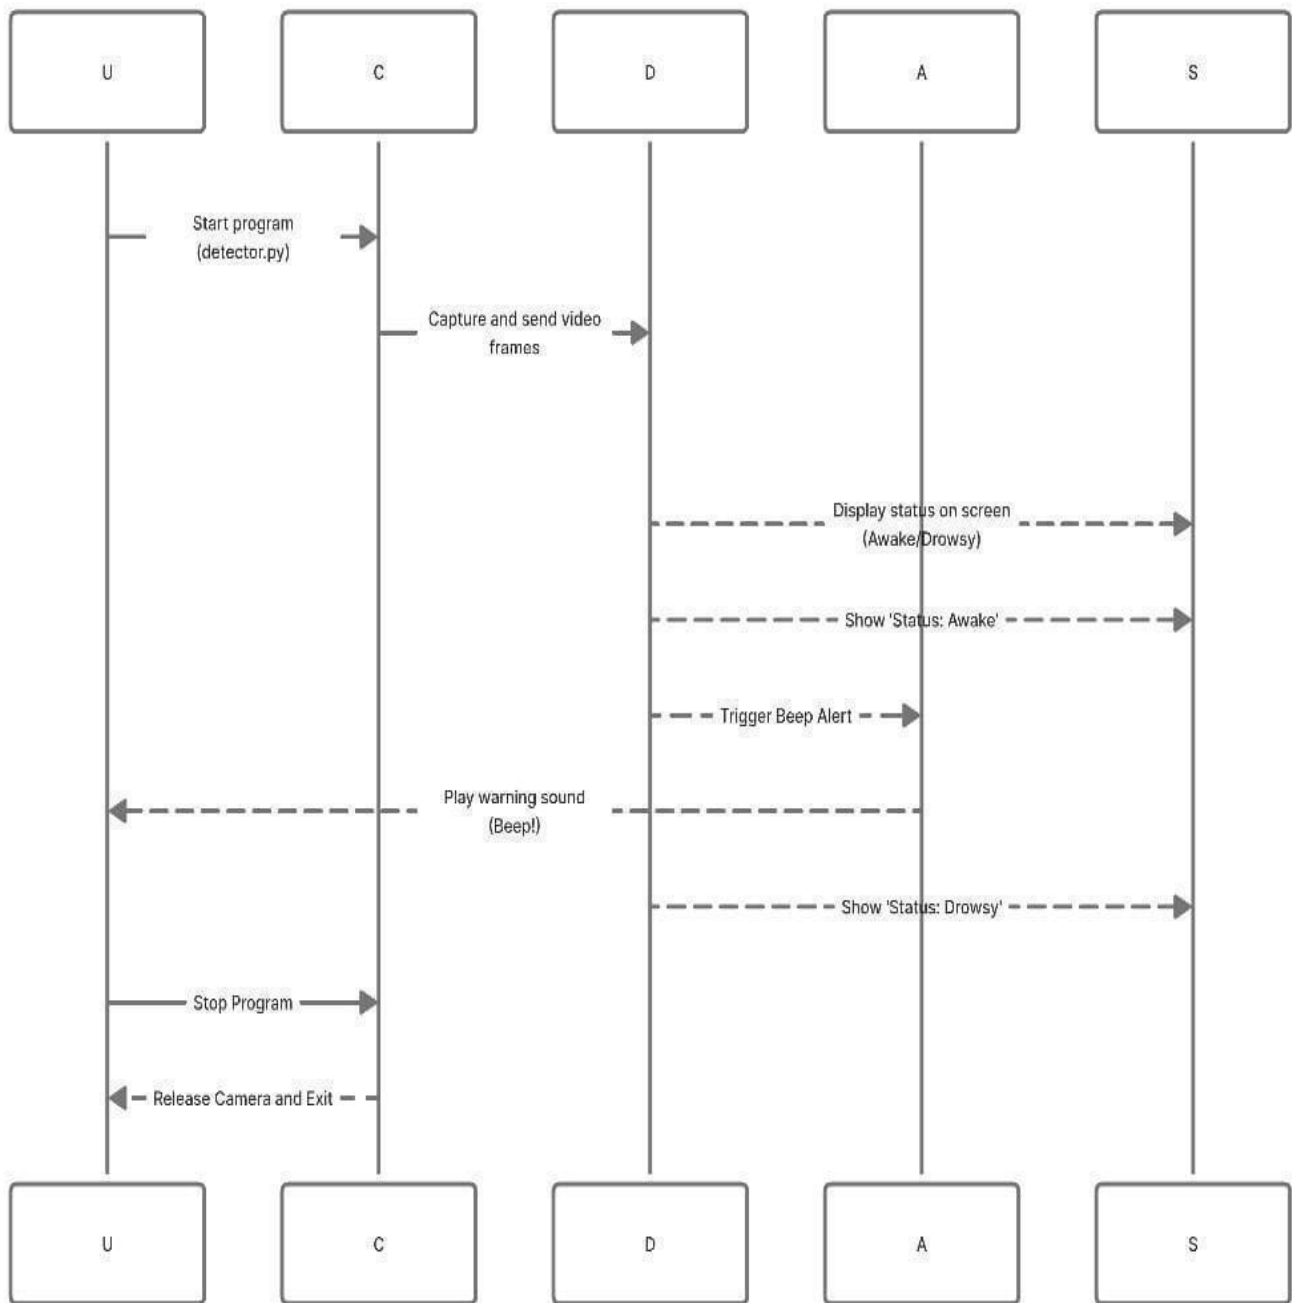 U
C
D
A
S
Start program
(detector.py)
Capture and send video
frames
Display status on screen
(Awake/Drowsy)
Show 'Status: Awake'
Trigger Beep Alert
Play warning sound
(Beep!)
Show 'Status: Drowsy'
Stop Program
Release Camera and Exit
U
C
D
A
S